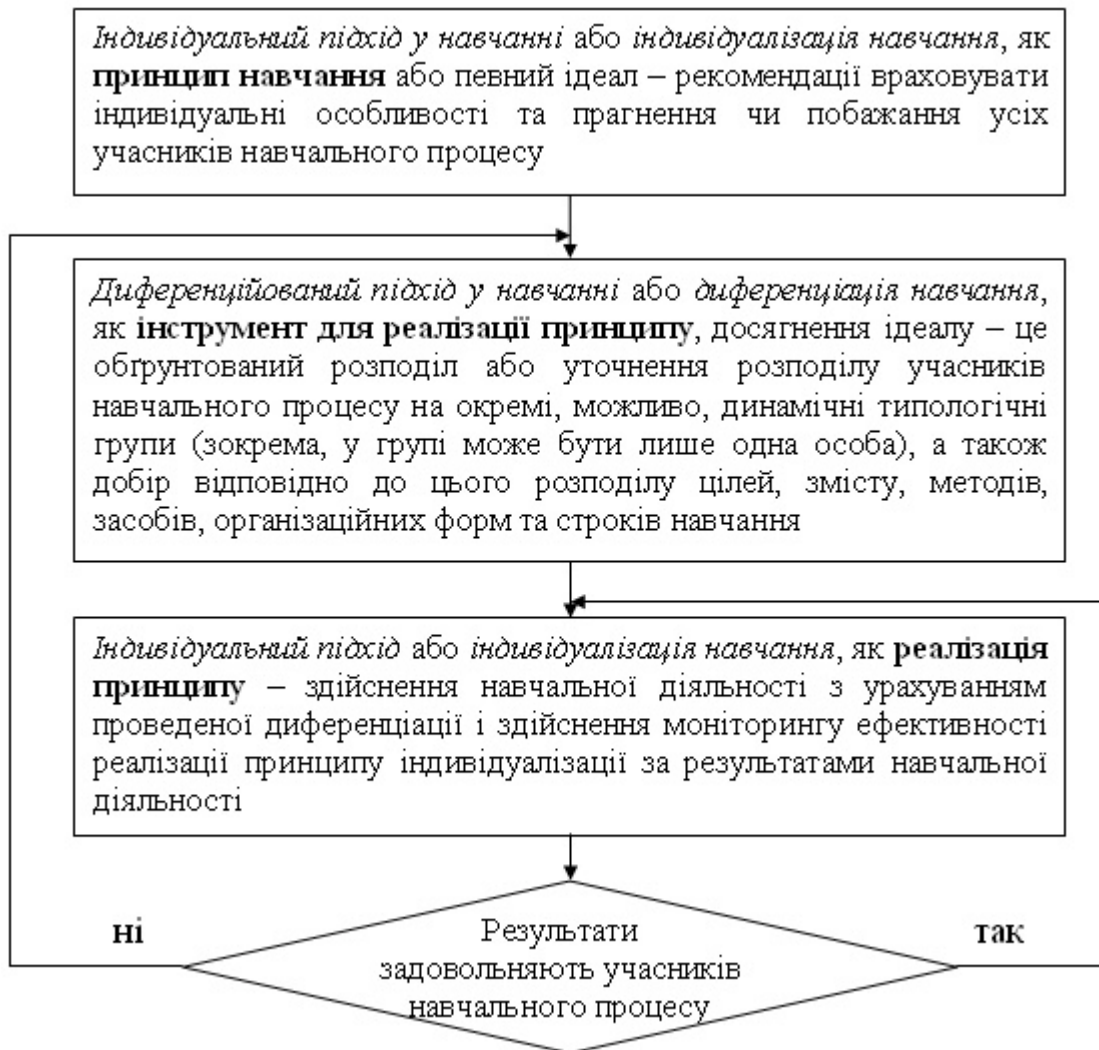 Індивідуальний підхід у навчанні або індивідуалізація навчання, як
принцип навчання або певний ідеал – рекомендації враховувати
індивідуальні особливості та прагнення чи побажання усіх
учасників навчального процесу
Диференційований підхід у навчанні або диференціація навчання,
як інструмент для реалізації принципу, досягнення ідеалу – це
обґрунтований розподіл або уточнення розподілу учасників
навчального процесу на окремі, можливо, динамічні типологічні
групи (зокрема, у групі може бути лише одна особа), а також
добір відповідно до цього розподілу цілей, змісту, методів,
засобів, організаційних форм та строків навчання
Індивідуальний підхід або індивідуалізація навчання, як реалізація
принципу – здійснення навчальної діяльності з урахуванням
проведеної диференціації і здійснення моніторингу ефективності
реалізації принципу індивідуалізації за результатами навчальної
діяльності
ні
Результати
задовольняють учасників
навчального процесу
так